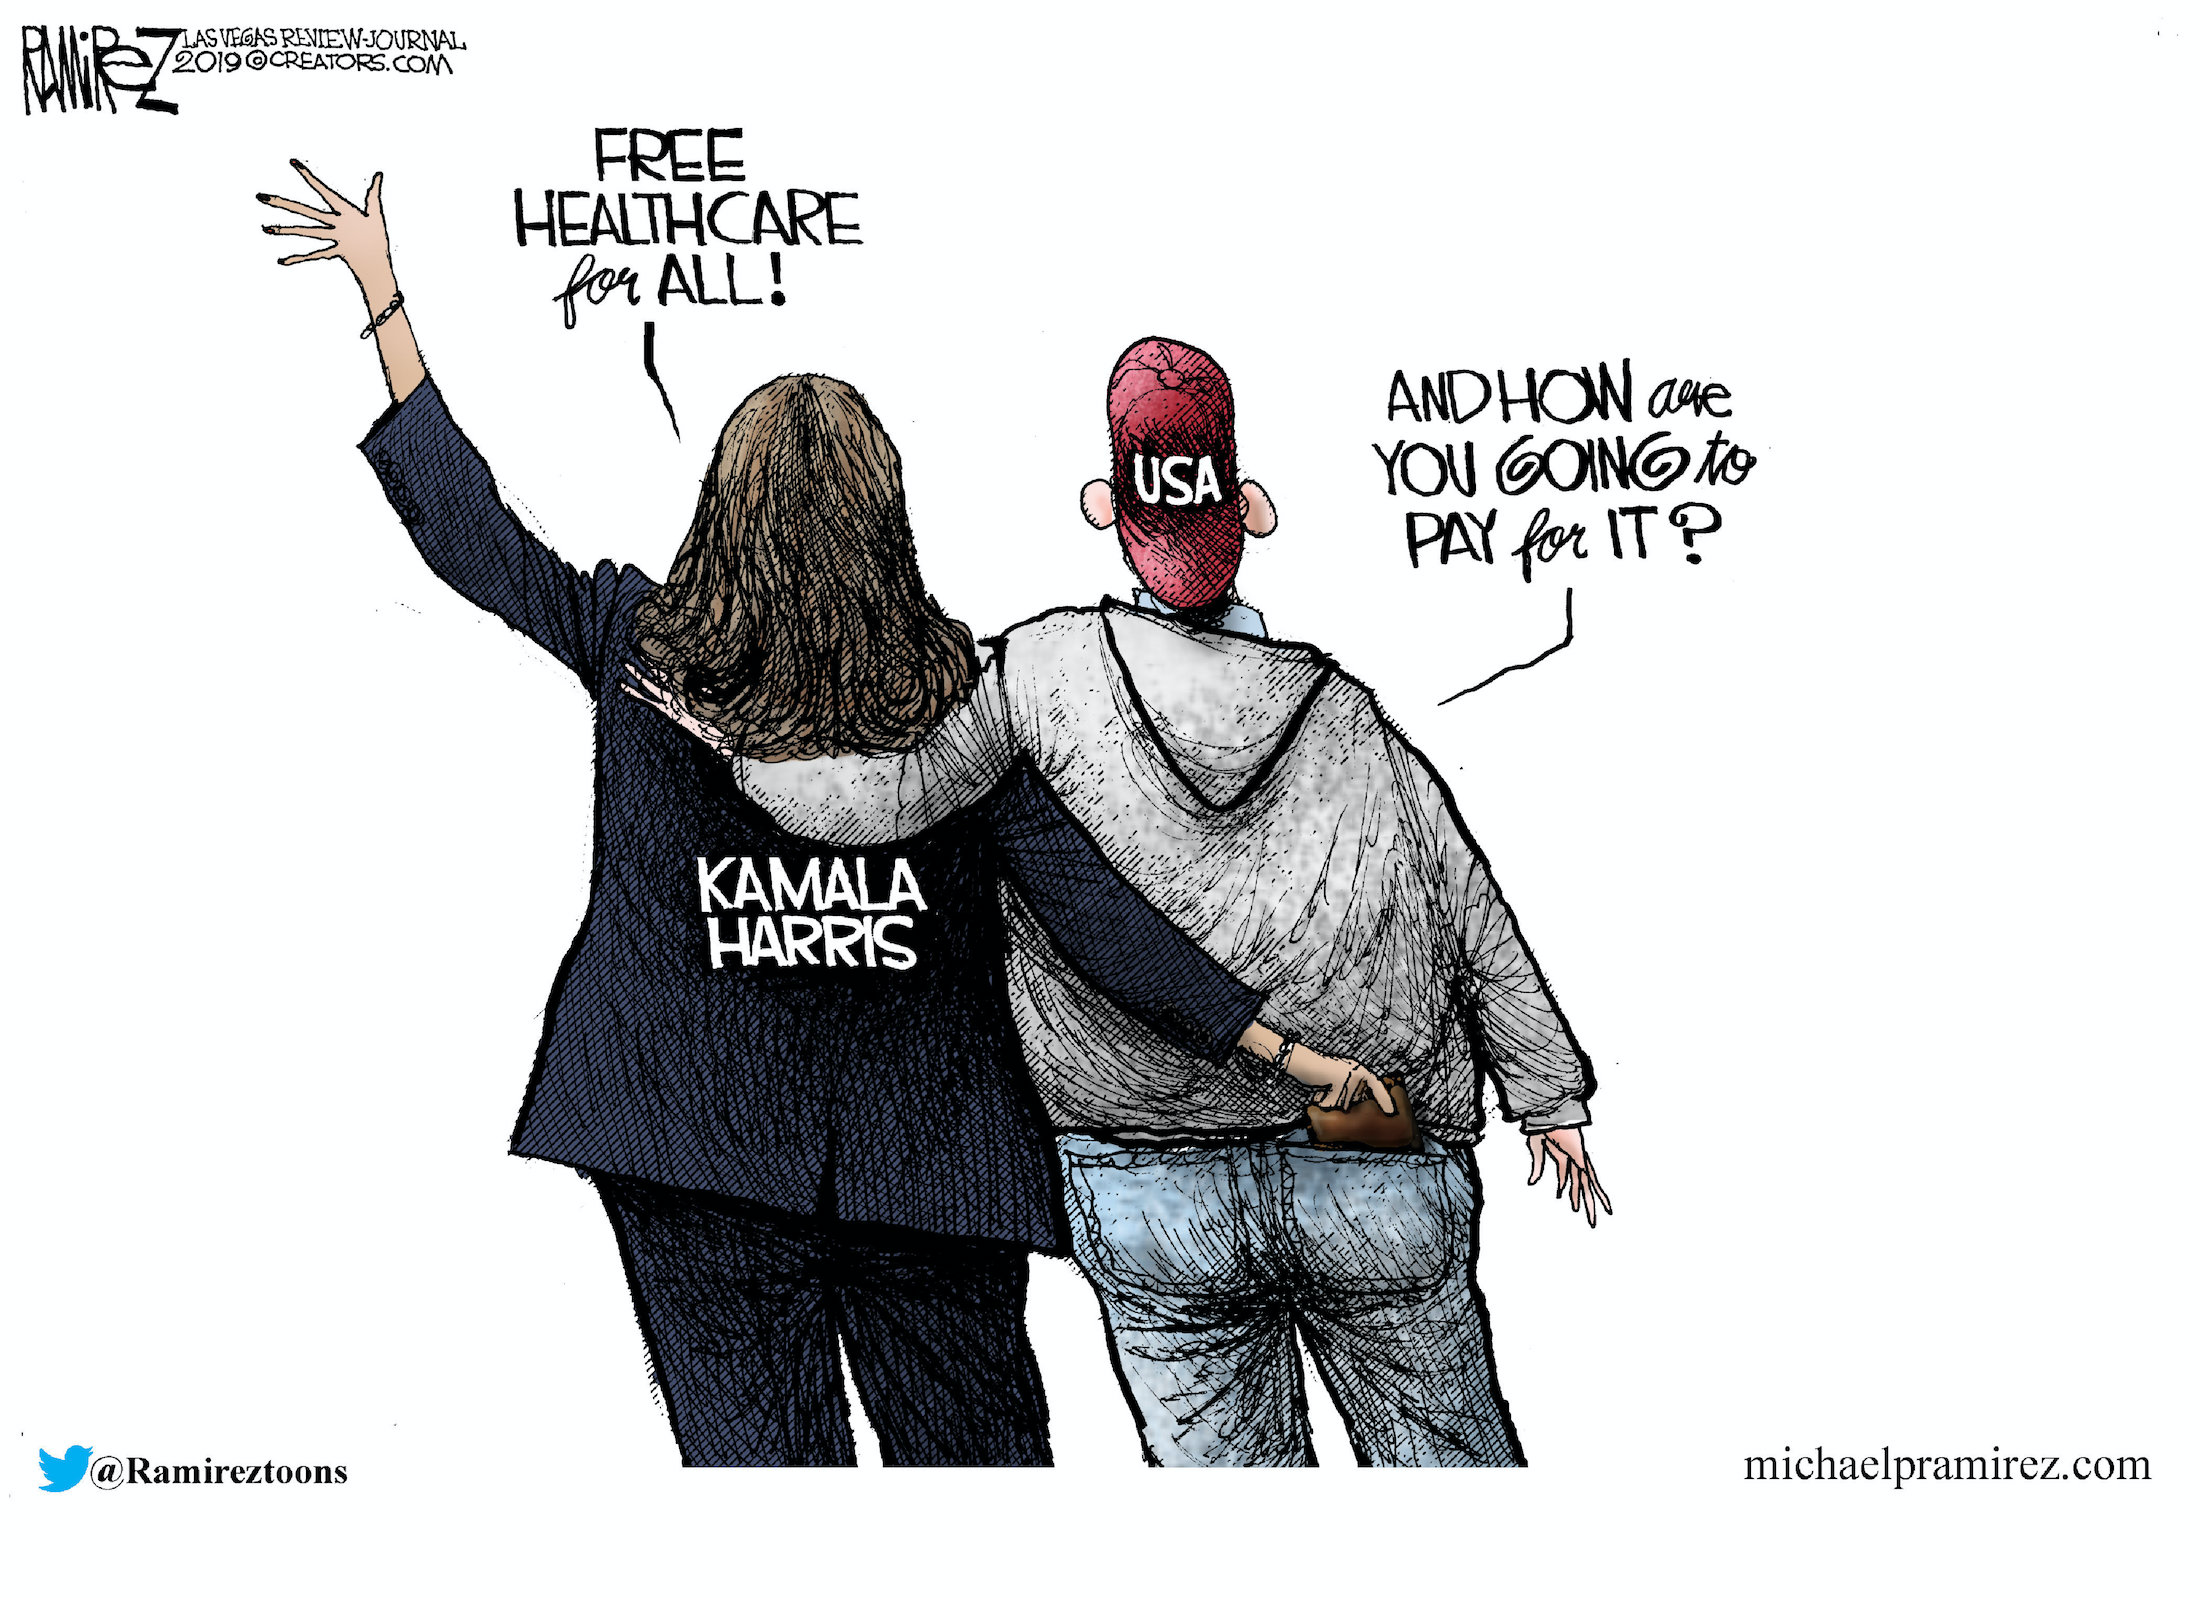 RAMIREZ
LAS VEGAS REVIEW-JOURNAL
2019 © CREATORS.COM
FREE
HEALTHCARE
for ALL!
AND HOW are
YOU GOING to
PAY for IT?
USA
KAMALA
HARRIS
@Ramireztoons
michaelpramirez.com